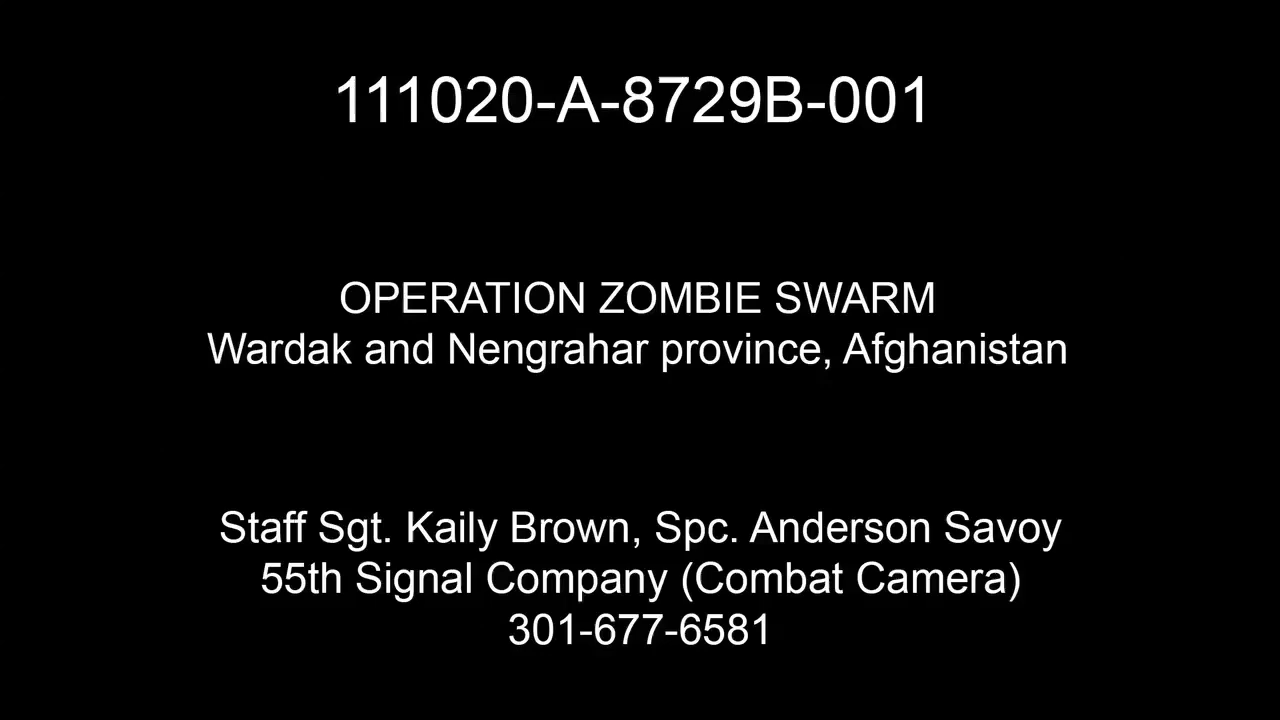 111020-A-8729B-001
OPERATION ZOMBIE SWARM
Wardak and Nengrahar province, Afghanistan
Staff Sgt. Kaily Brown, Spc. Anderson Savoy
55th Signal Company (Combat Camera)
301-677-6581